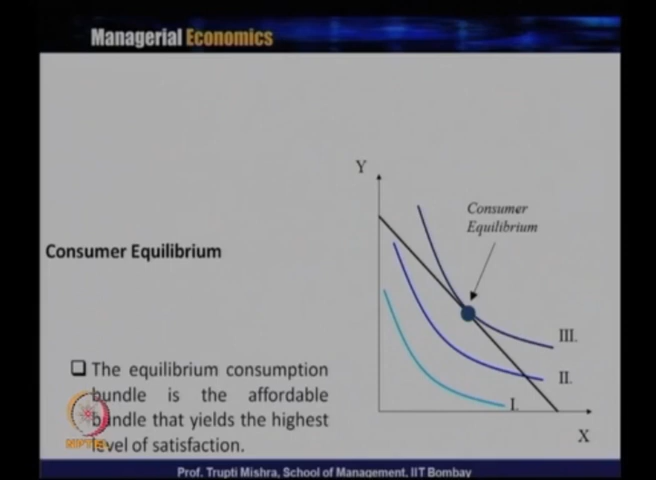 Managerial Economics
Y
Consumer
Equilibrium
Consumer Equilibrium
III.
The equilibrium consumption
bundle is the affordable
bundle that yields the highest
level of satisfaction.
II.
I.
X
NPTEL
Prof. Trupti Mishra, School of Management, IIT Bombay